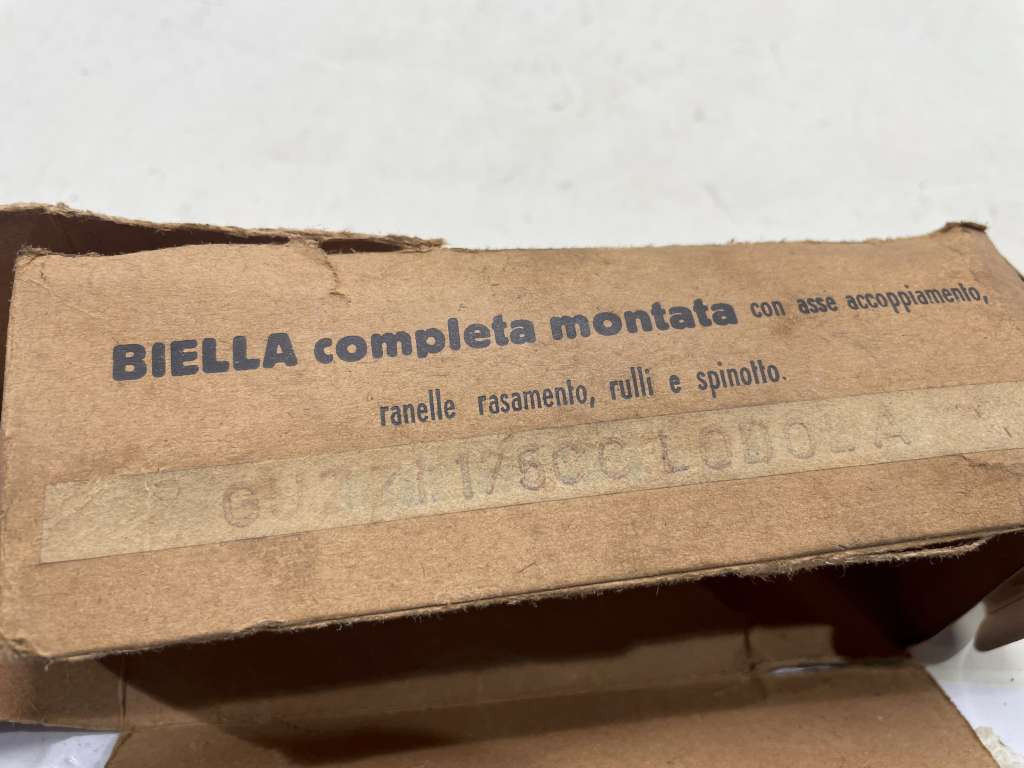 BIELLA completa montata con asse accoppiamento,
ranelle rasamento, rulli e spinotto.
GUZZI 175CC LODOLA